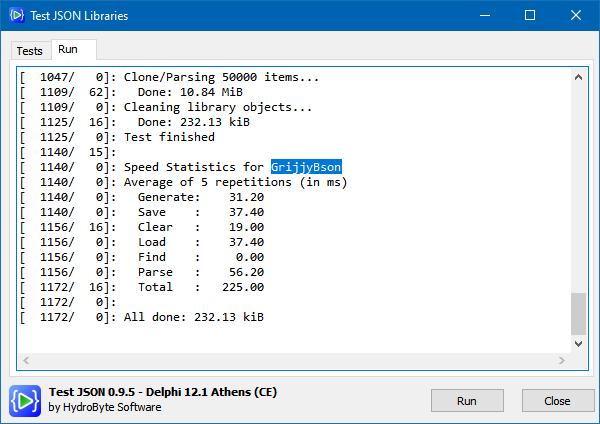 Test JSON Libraries
Tests Run
[  1047/   0]: Clone/Parsing 50000 items...
[  1109/  62]:   Done: 10.84 MiB
[  1109/   0]: Cleaning library objects...
[  1125/  16]:   Done: 232.13 kiB
[  1125/   0]: Test finished
[  1140/  15]:
[  1140/   0]: Speed Statistics for GrijjyBson
[  1140/   0]: Average of 5 repetitions (in ms)
[  1140/   0]:   Generate:    31.20
[  1140/   0]:   Save    :    37.40
[  1156/  16]:   Clear   :    19.00
[  1156/   0]:   Load    :    37.40
[  1156/   0]:   Find    :     0.00
[  1156/   0]:   Parse   :    56.20
[  1172/  16]:   Total   :   225.00
[  1172/   0]:
[  1172/   0]: All done: 232.13 kiB
Test JSON 0.9.5 - Delphi 12.1 Athens (CE)
by HydroByte Software
Run Close